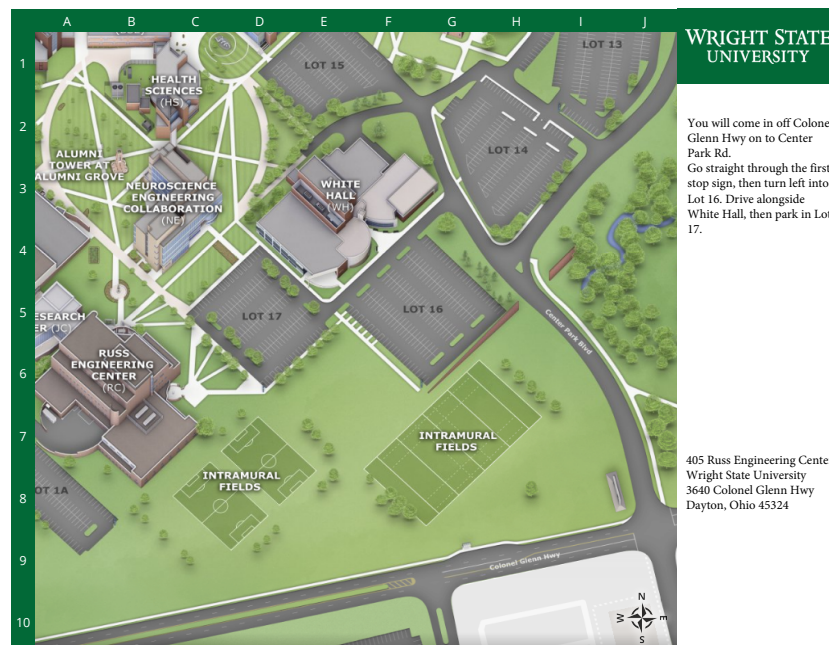 A B C D E F G H I J
WRIGHT STATE
UNIVERSITY
1
2
3
4
5
6
7
8
9
10
LOT 13
LOT 15
HEALTH
SCIENCES
(HS)
LOT 14
ALUMNI
TOWER AT
ALUMNI GROVE
NEUROSCIENCE
ENGINEERING
COLLABORATION
(NE)
WHITE
HALL
(WH)
LOT 17
LOT 16
ESEARCH
ER (JC)
Center Park Blvd
RUSS
ENGINEERING
CENTER
(RC)
INTRAMURAL
FIELDS
INTRAMURAL
FIELDS
OT 1A
Colonel Glenn Hwy
N
E
S
W
You will come in off Colone
Glenn Hwy on to Center
Park Rd.
Go straight through the first
stop sign, then turn left into
Lot 16. Drive alongside
White Hall, then park in Lot
17.
405 Russ Engineering Center
Wright State University
3640 Colonel Glenn Hwy
Dayton, Ohio 45324